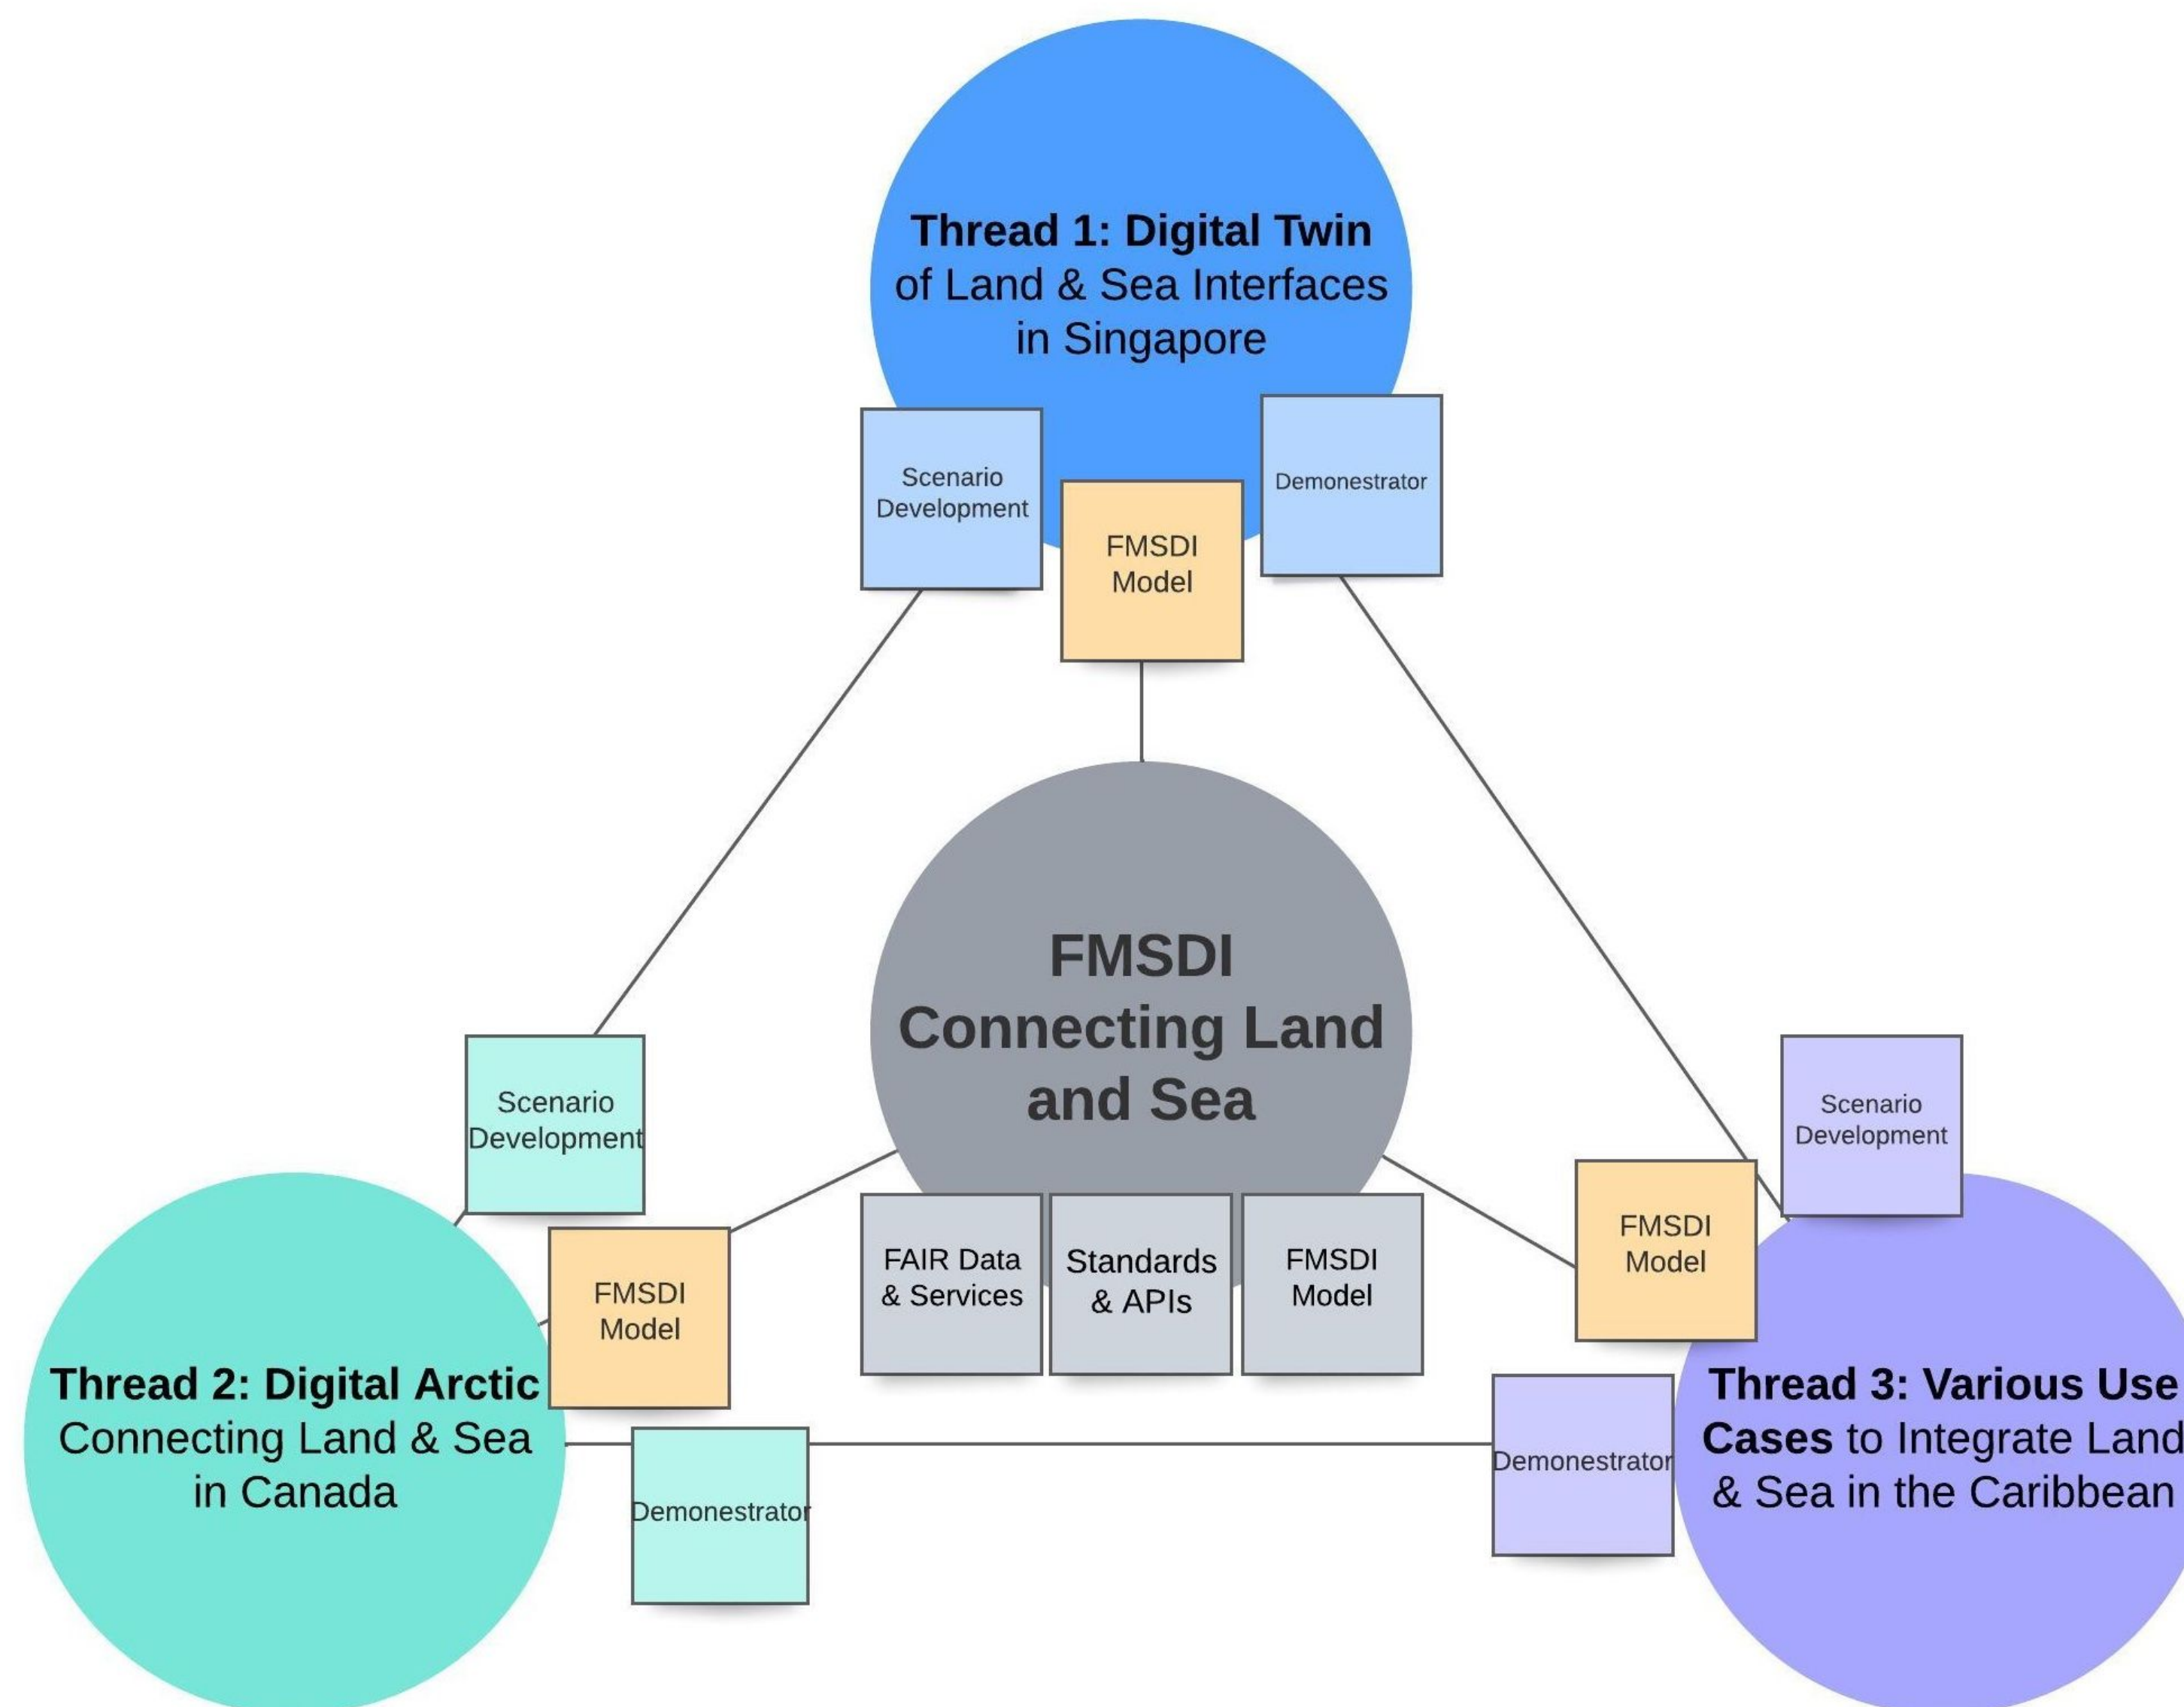 Thread 1: Digital Twin
of Land & Sea Interfaces
in Singapore
Scenario
Development
FMSDI
Model
Demonestrator
FMSDI
Connecting Land
and Sea
FAIR Data
& Services
Standards
& APIs
FMSDI
Model
Scenario
Development
FMSDI
Model
Thread 2: Digital Arctic
Connecting Land & Sea
in Canada
Demonestrator
Scenario
Development
FMSDI
Model
Thread 3: Various Use
Cases to Integrate Land
& Sea in the Caribbean
Demonestrator